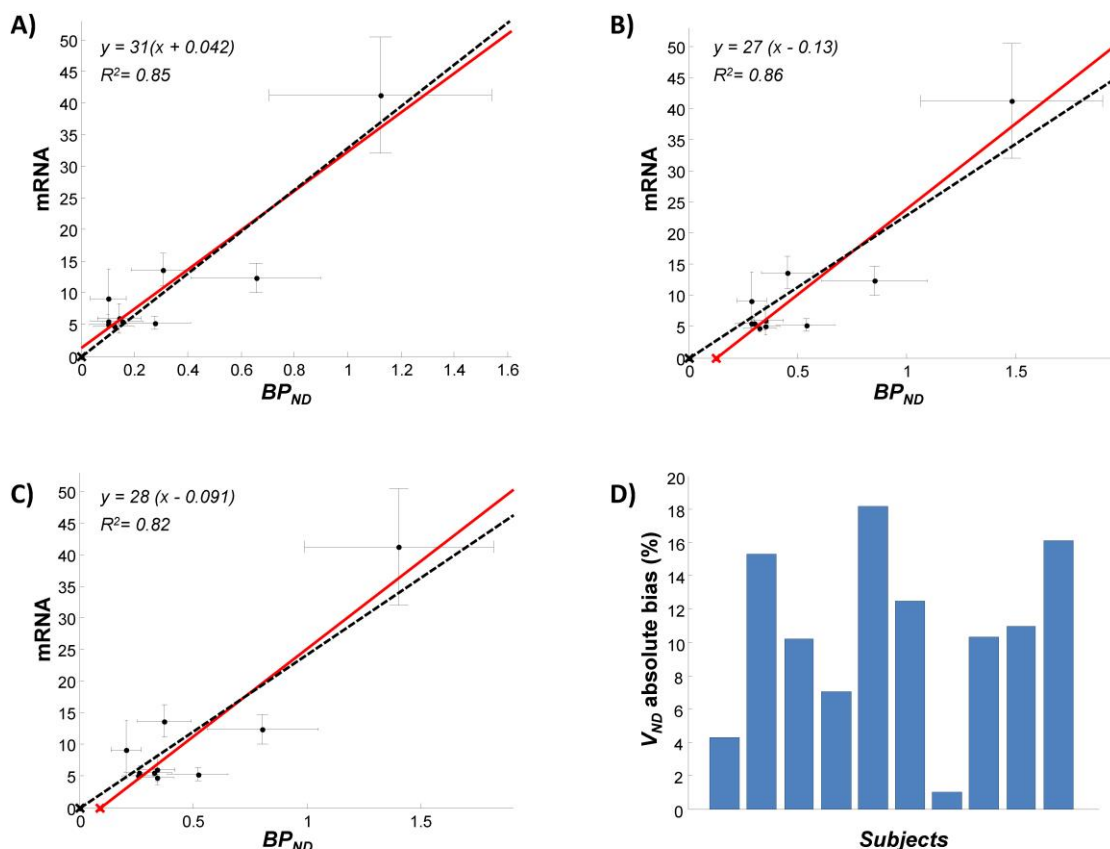 A)
y = 31(x + 0.042)
R²= 0.85
mRNA
50
45
40
35
30
25
20
15
10
5
0
0 0.2 0.4 0.6 0.8 1 1.2 1.4 1.6
BP_ND
B)
y = 27 (x - 0.13)
R²= 0.86
mRNA
50
45
40
35
30
25
20
15
10
5
0
0 0.5 1 1.5
BP_ND
C)
y = 28 (x - 0.091)
R²= 0.82
mRNA
50
45
40
35
30
25
20
15
10
5
0
0 0.5 1 1.5
BP_ND
D)
V_ND absolute bias (%)
20
18
16
14
12
10
8
6
4
2
0
Subjects